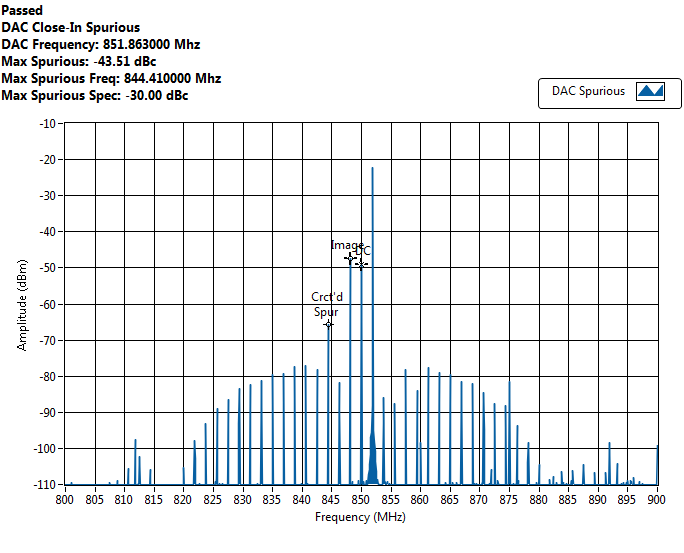 Passed
DAC Close-In Spurious
DAC Frequency: 851.863000 Mhz
Max Spurious: -43.51 dBc
Max Spurious Freq: 844.410000 Mhz
Max Spurious Spec: -30.00 dBc
DAC Spurious
-10
-20
-30
-40
-50
-60
-70
-80
-90
-100
-110
Amplitude (dBm)
Image
DC
Crct'd
Spur
800 805 810 815 820 825 830 835 840 845 850 855 860 865 870 875 880 885 890 895 900
Frequency (MHz)